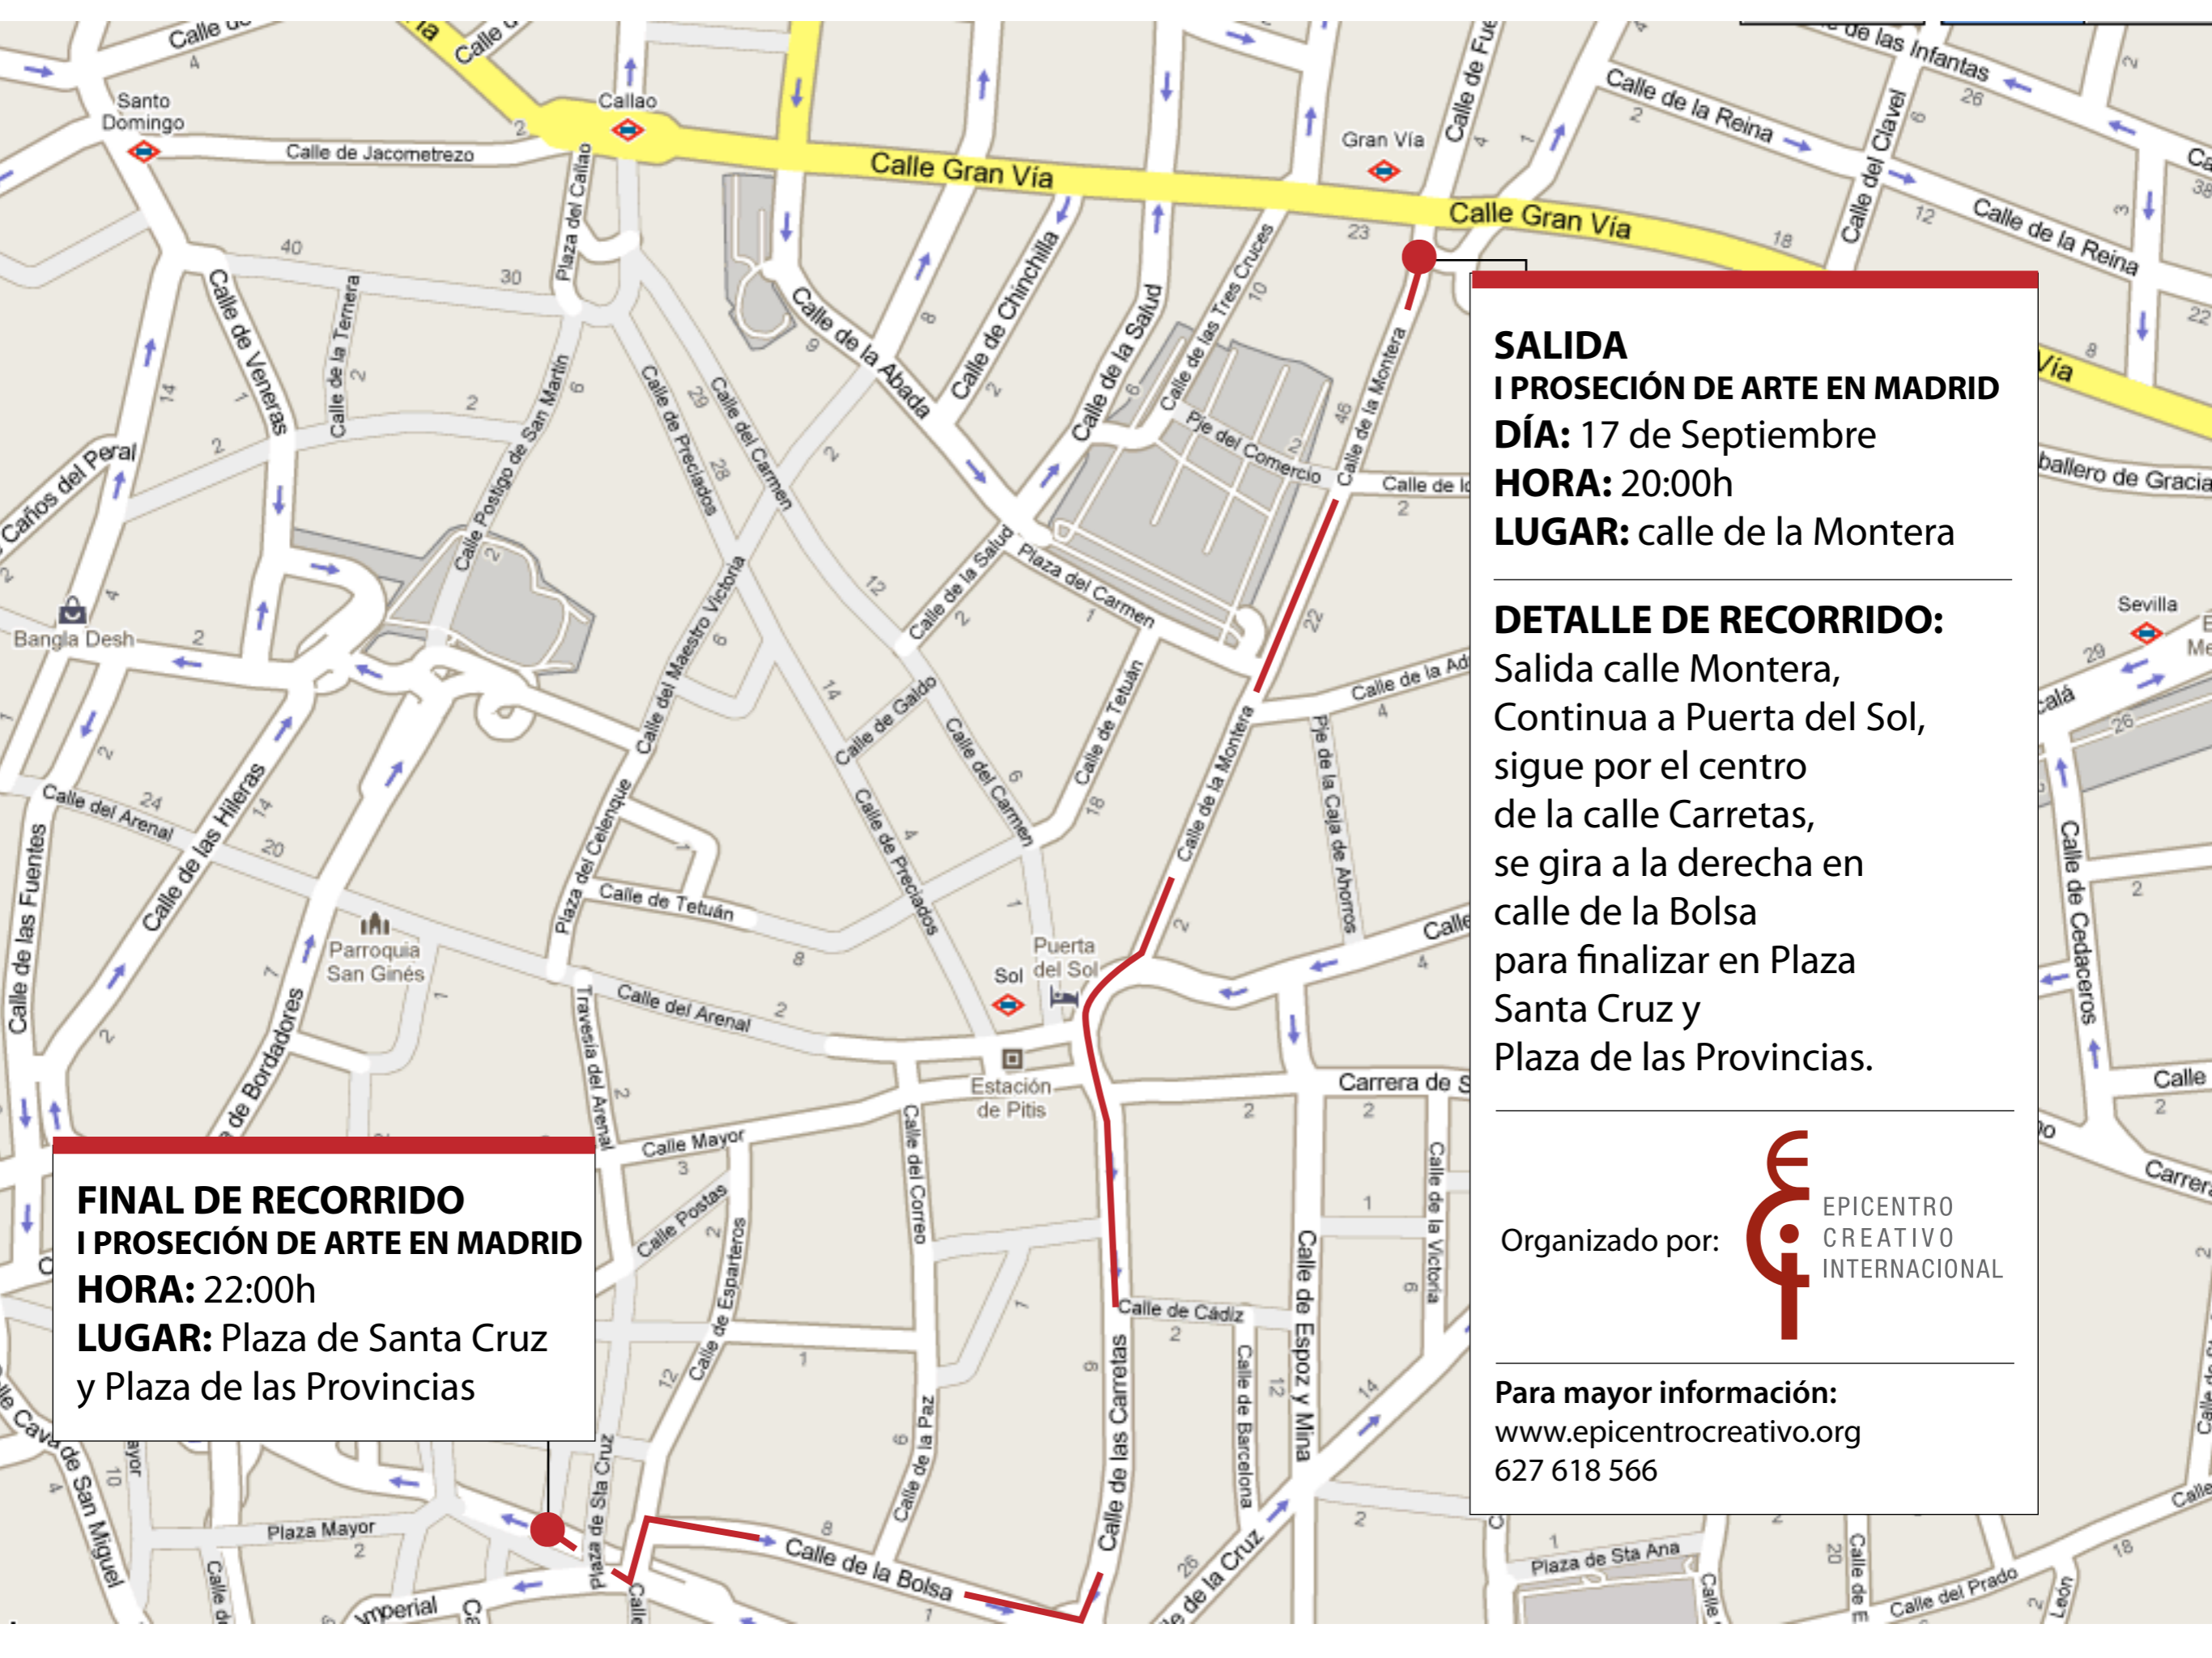 Calle de la Reina
de las Infantas
Calle del Clavel
Calle de la Reina
Santo
Domingo
Callao
Gran Vía
Calle de Jacometrezo
Calle Gran Vía
Calle Gran Vía
Plaza del Callao
Calle de Veneras
Calle de la Ternera
Calle Postigo de San Martín
Calle de Preciados
Calle del Carmen
Calle de la Abada
Calle de Chinchilla
Calle de la Salud
Calle de las Tres Cruces
Pje del Comercio
Calle de la Montera
SALIDA
I PROSECIÓN DE ARTE EN MADRID
DÍA: 17 de Septiembre
HORA: 20:00h
LUGAR: calle de la Montera
DETALLE DE RECORRIDO:
Salida calle Montera,
Continua a Puerta del Sol,
sigue por el centro
de la calle Carretas,
se gira a la derecha en
calle de la Bolsa
para finalizar en Plaza
Santa Cruz y
Plaza de las Provincias.
Organizado por:
EPICENTRO
CREATIVO
INTERNACIONAL
Para mayor información:
www.epicentrocreativo.org
627 618 566
Caños del Peral
Bangla Desh
Calle del Maestro Victoria
Calle de la Salud
Plaza del Carmen
Calle de Galdo
Calle del Carmen
Calle de Tetuán
Calle de la Montera
Pje de la Caja de Ahorros
Sevilla
Calle de Cedaceros
Calle del Arenal
Calle de las Hileras
Calle de las Fuentes
Plaza del Celenque
Calle de Tetuán
Calle de Preciados
Parroquia
San Ginés
Puerta
del Sol
Sol
Travesía del Arenal
Calle del Arenal
Estación
de Pitis
Carrera de S
de Bordadores
Calle Mayor
Calle Postas
Calle del Correo
Calle de Esparteros
Calle de la Victoria
Calle de Cádiz
Calle de Espoz y Mina
Calle de Barcelona
Calle de las Carretas
Calle de la Paz
FINAL DE RECORRIDO
I PROSECIÓN DE ARTE EN MADRID
HORA: 22:00h
LUGAR: Plaza de Santa Cruz
y Plaza de las Provincias
Cava de San Miguel
Plaza Mayor
Plaza de Sta Cruz
Calle de la Bolsa
de la Cruz
Plaza de Sta Ana
Calle del Prado
León